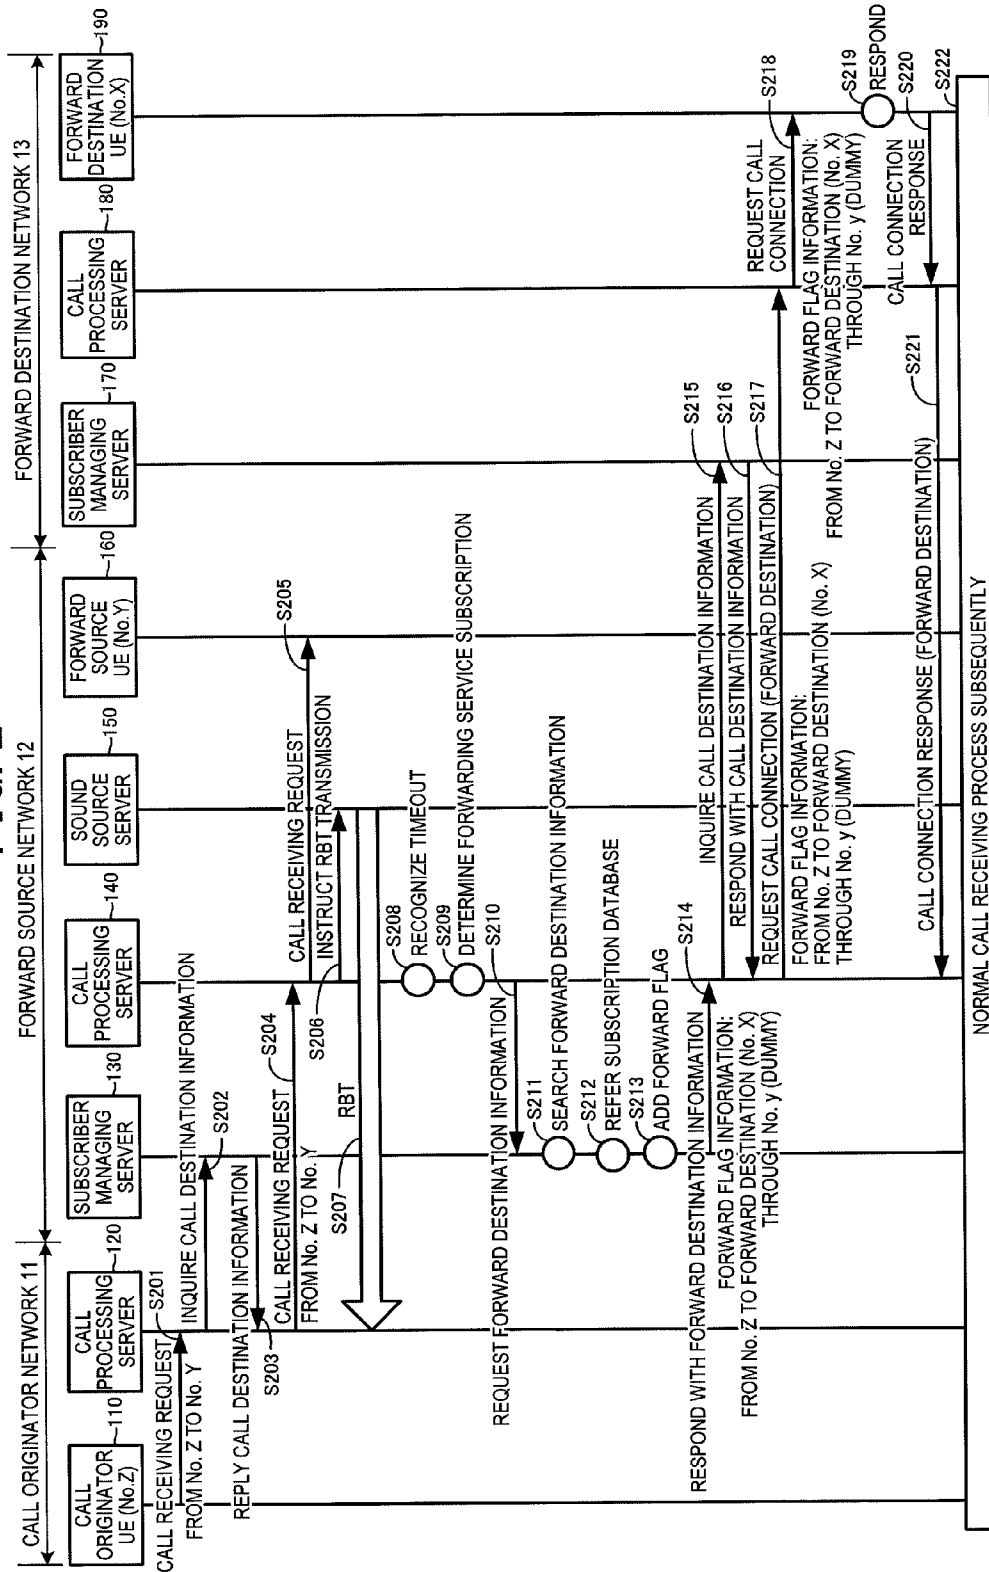 CALL ORIGINATOR NETWORK 11
FORWARD SOURCE NETWORK 12
FORWARD DESTINATION NETWORK 13
CALL
ORIGINATOR
UE (No.Z)
110
CALL
PROCESSING
SERVER
120
SUBSCRIBER
MANAGING
SERVER
130
CALL
PROCESSING
SERVER
140
SOUND
SOURCE
SERVER
150
FORWARD
SOURCE
UE (No.Y)
160
SUBSCRIBER
MANAGING
SERVER
170
CALL
PROCESSING
SERVER
180
FORWARD
DESTINATION
UE (No.X)
190
CALL RECEIVING REQUEST
S201
FROM No. Z TO No. Y
INQUIRE CALL DESTINATION INFORMATION
S202
REPLY CALL DESTINATION INFORMATION
S203
CALL RECEIVING REQUEST
S204
FROM No. Z TO No. Y
CALL RECEIVING REQUEST
S205
INSTRUCT RBT TRANSMISSION
S206
RBT
S207
S208
RECOGNIZE TIMEOUT
S209
DETERMINE FORWARDING SERVICE SUBSCRIPTION
REQUEST FORWARD DESTINATION INFORMATION
S210
S211
SEARCH FORWARD DESTINATION INFORMATION
S212
REFER SUBSCRIPTION DATABASE
S213
ADD FORWARD FLAG
RESPOND WITH FORWARD DESTINATION INFORMATION
S214
FORWARD FLAG INFORMATION:
FROM No. Z TO FORWARD DESTINATION (No. X)
THROUGH No. y (DUMMY)
INQUIRE CALL DESTINATION INFORMATION
S215
RESPOND WITH CALL DESTINATION INFORMATION
S216
REQUEST CALL CONNECTION (FORWARD DESTINATION)
S217
FORWARD FLAG INFORMATION:
FROM No. Z TO FORWARD DESTINATION (No. X)
THROUGH No. y (DUMMY)
REQUEST CALL
CONNECTION
S218
FORWARD FLAG INFORMATION:
FROM No. Z TO FORWARD DESTINATION (No. X)
THROUGH No. y (DUMMY)
S219
RESPOND
CALL CONNECTION
RESPONSE
S220
CALL CONNECTION RESPONSE (FORWARD DESTINATION)
S221
S222
NORMAL CALL RECEIVING PROCESS SUBSEQUENTLY